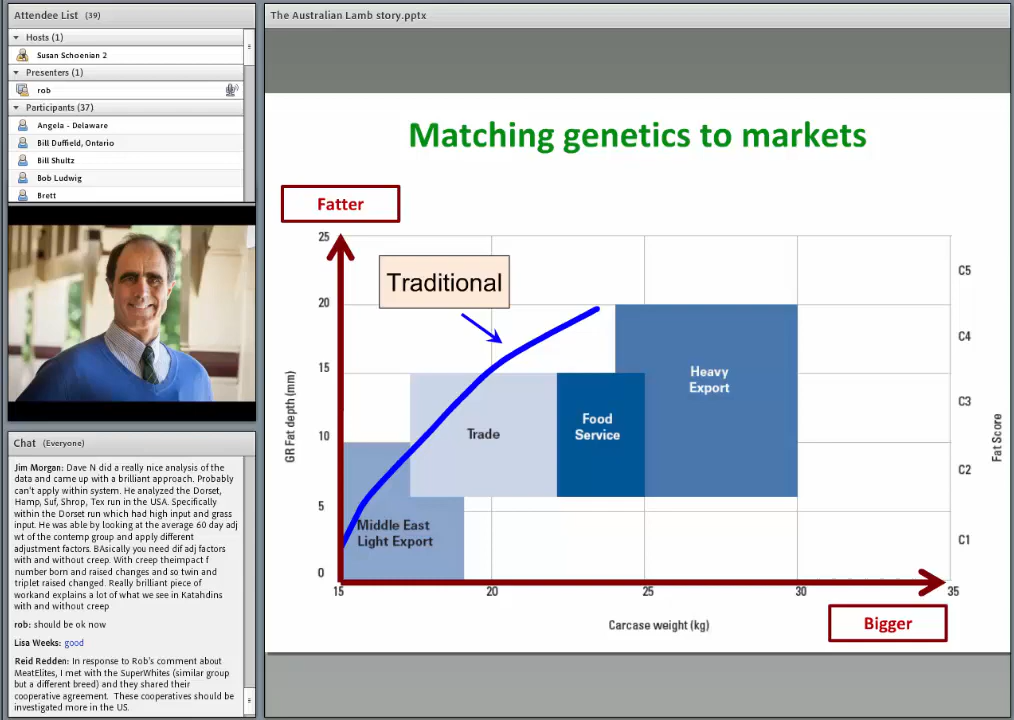 Attendee List (39)
Hosts (1)
Susan Schoenian 2
Presenters (1)
rob
Participants (37)
Angela - Delaware
Bill Duffield, Ontario
Bill Shultz
Bob Ludwig
Brett
Chat (Everyone)
Jim Morgan: Dave N did a really nice analysis of the
data and came up with a brilliant approach. Probably
can't apply within system. He analyzed the Dorset,
Hamp, Suf, Shrop, Tex run in the USA. Specifically
within the Dorset run which had high input and grass
input. He was able by looking at the average 60 day adj
wt of the contemp group and apply different
adjustment factors. BAsically you need dif adj factors
with and without creep. With creep theimpact f
number born and raised changes and so twin and
triplet raised changed. Really brilliant piece of
workand explains a lot of what we see in Katahdins
with and without creep
rob: should be ok now
Lisa Weeks: good
Reid Redden: In response to Rob's comment about
MeatElites, I met with the SuperWhites (similar group
but a different breed) and they shared their
cooperative agreement. These cooperatives should be
investigated more in the US.
The Australian Lamb story.pptx
Matching genetics to markets
Fatter
25
20
15
10
5
0
GR Fat depth (mm)
Traditional
Trade
Food
Service
Heavy
Export
Middle East
Light Export
C5
C4
C3
C2
C1
Fat Score
15
20
25
30
35
Carcase weight (kg)
Bigger